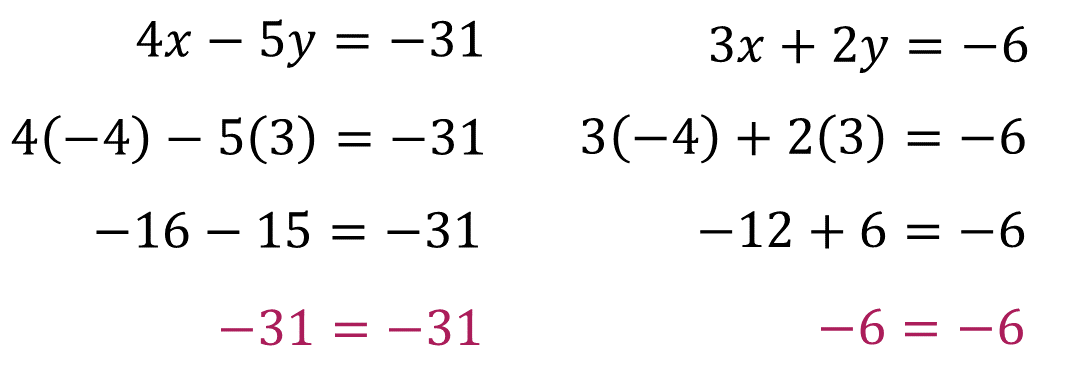 4x − 5y = −31
4(−4) − 5(3) = −31
−16 − 15 = −31
−31 = −31
3x + 2y = −6
3(−4) + 2(3) = −6
−12 + 6 = −6
−6 = −6